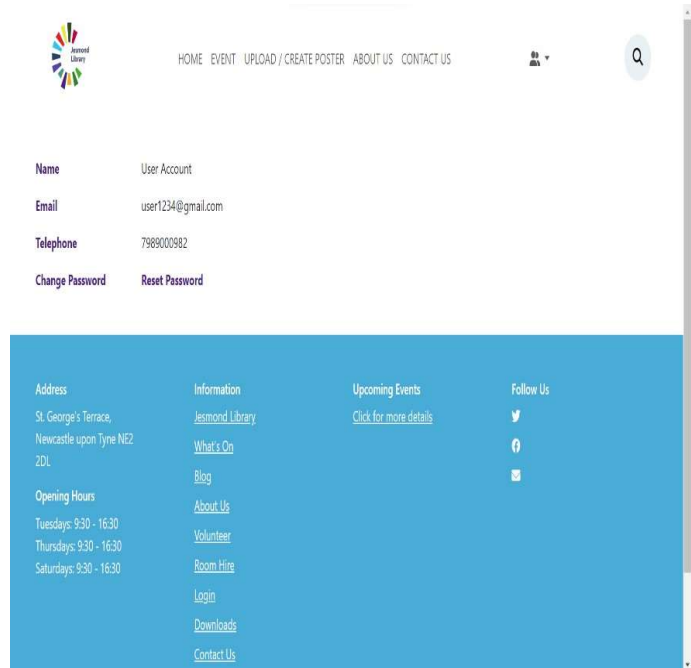 Jesmond
Library
HOME EVENT UPLOAD / CREATE POSTER ABOUT US CONTACT US
Name User Account
Email user1234@gmail.com
Telephone 7989000982
Change Password Reset Password
Address
St. George's Terrace,
Newcastle upon Tyne NE2
2DL
Opening Hours
Tuesdays: 9:30 - 16:30
Thursdays: 9:30 - 16:30
Saturdays: 9:30 - 16:30
Information
Jesmond Library
What's On
Blog
About Us
Volunteer
Room Hire
Login
Downloads
Contact Us
Upcoming Events
Click for more details
Follow Us